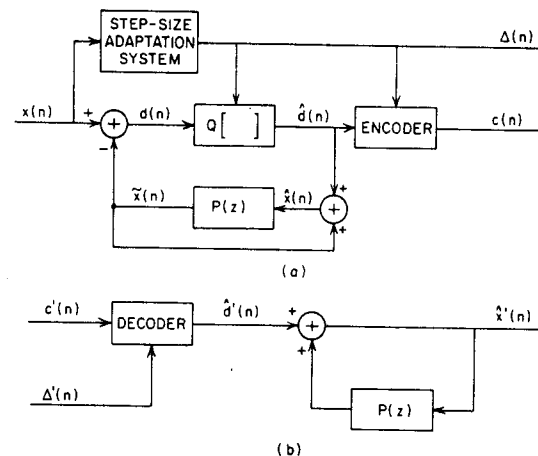 STEP-SIZE
ADAPTATION
SYSTEM
Δ(n)
x(n)
+
+
d(n)
Q[ ]
d̂(n)
ENCODER
c(n)
−
x̃(n)
P(z)
x̂(n)
+
+
+
(a)
c'(n)
DECODER
d̂'(n)
+
+
x̂'(n)
+
Δ'(n)
P(z)
(b)